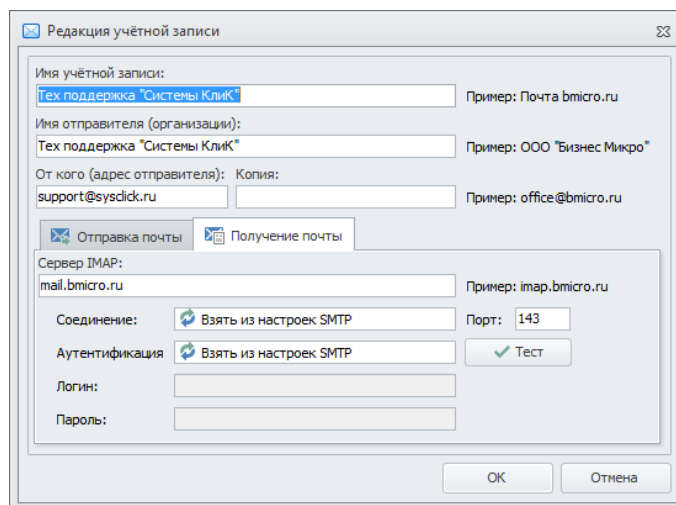 Редакция учётной записи
Имя учётной записи:
Тех поддержка "Системы КлиК"
Пример: Почта bmicro.ru
Имя отправителя (организации):
Тех поддержка "Системы КлиК"
Пример: ООО "Бизнес Микро"
От кого (адрес отправителя): Копия:
support@sysclick.ru
Пример: office@bmicro.ru
Отправка почты Получение почты
Сервер IMAP:
mail.bmicro.ru
Пример: imap.bmicro.ru
Соединение: Взять из настроек SMTP Порт: 143
Аутентификация Взять из настроек SMTP Тест
Логин:
Пароль:
ОК Отмена